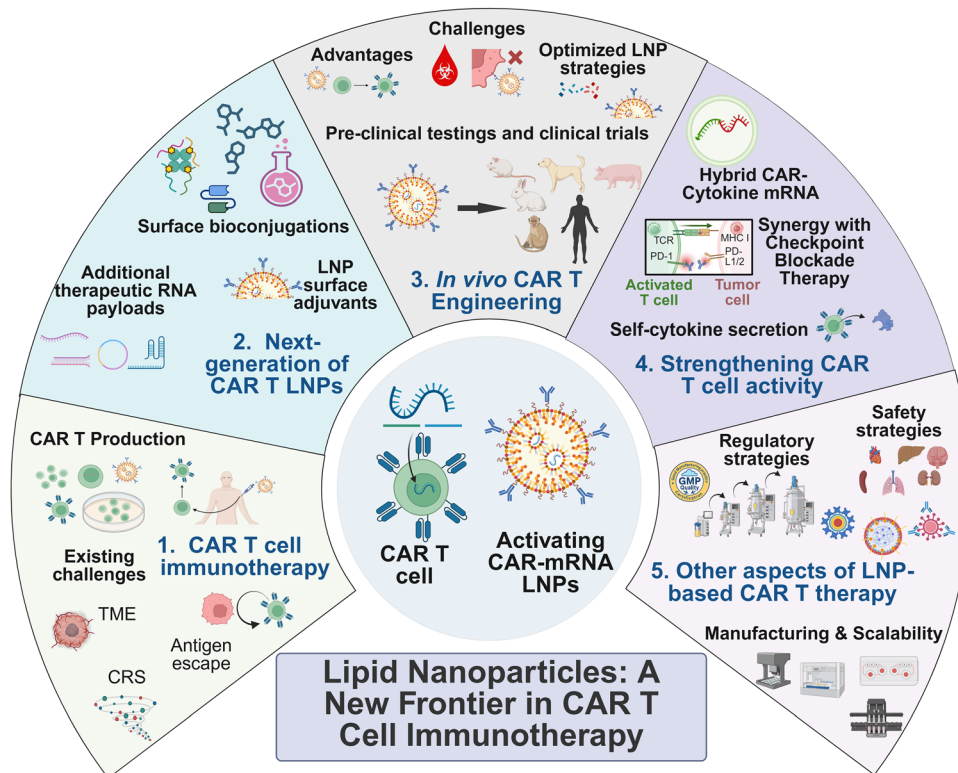 Challenges
Advantages
Optimized LNP
strategies
Pre-clinical testings and clinical trials
3. In vivo CAR T
Engineering
Surface bioconjugations
Additional
therapeutic RNA
payloads
LNP
surface
adjuvants
2. Next-
generation of
CAR T LNPs
Hybrid CAR-
Cytokine mRNA
TCR
MHC I
PD-1
PD-
L1/2
Activated
T cell
Tumor
cell
Synergy with
Checkpoint
Blockade
Therapy
Self-cytokine secretion
4. Strengthening CAR
T cell activity
CAR T Production
1. CAR T cell
immunotherapy
Existing
challenges
TME
Antigen
escape
CRS
CAR T
cell
Activating
CAR-mRNA
LNPs
Safety
strategies
Regulatory
strategies
GMP
Quality
5. Other aspects of LNP-
based CAR T therapy
Manufacturing & Scalability
Lipid Nanoparticles: A
New Frontier in CAR T
Cell Immunotherapy